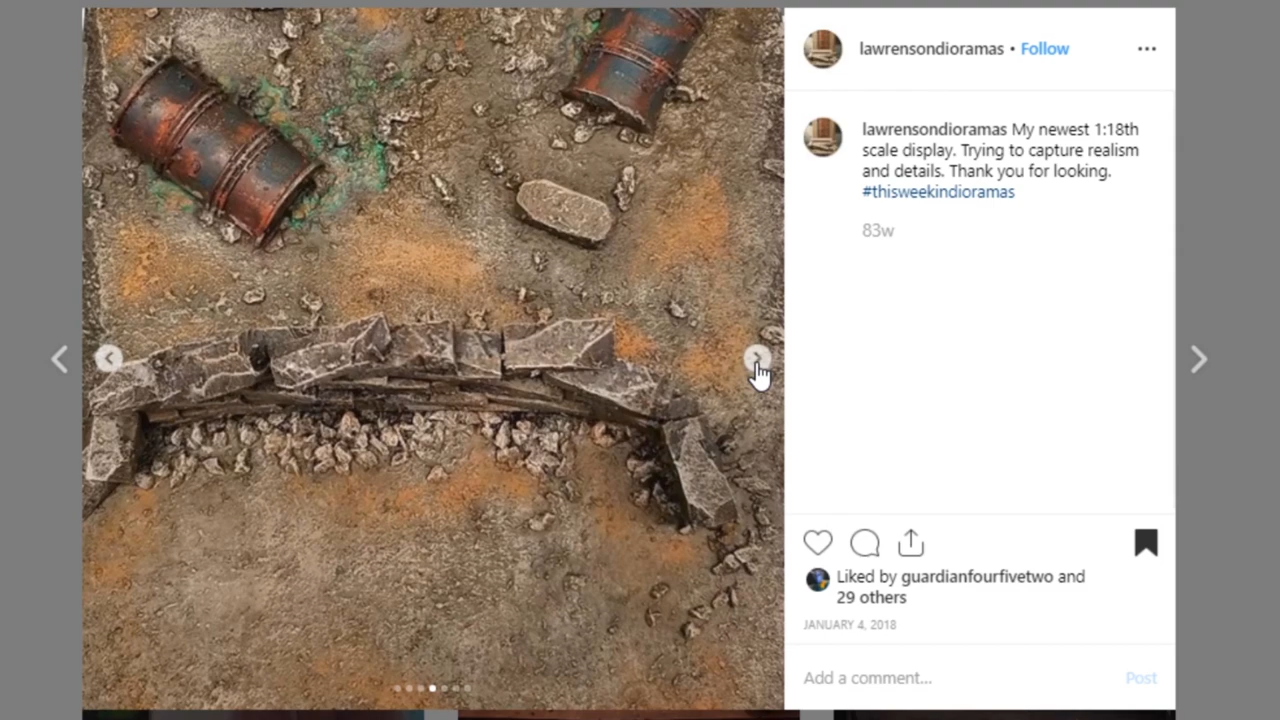 lawrensondioramas • Follow
lawrensondioramas My newest 1:18th
scale display. Trying to capture realism
and details. Thank you for looking.
#thisweekindioramas
83w
Liked by guardianfourfivetwo and
29 others
JANUARY 4, 2018
Add a comment... Post